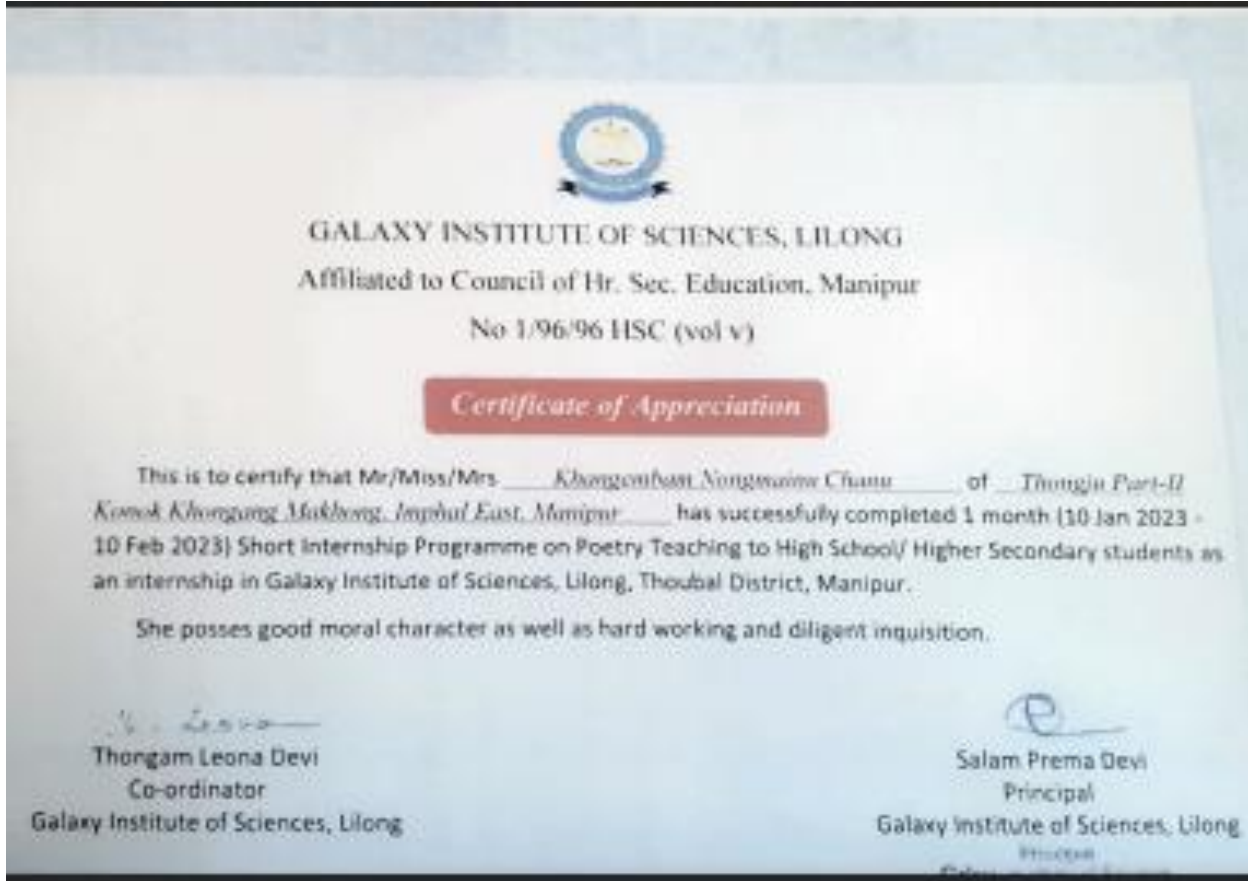 GALAXY INSTITUTE OF SCIENCES, LILONG
Affiliated to Council of Hr. Sec. Education, Manipur
No 1/96/96 HSC (vol v)
Certificate of Appreciation
This is to certify that Mr/Miss/Mrs Khangembam Nongmainu Chanu of Thongju Part-II
Komok Khongang Makhong, Imphal East, Manipur has successfully completed 1 month (10 Jan 2023 -
10 Feb 2023) Short Internship Programme on Poetry Teaching to High School/ Higher Secondary students as
an internship in Galaxy Institute of Sciences, Lilong, Thoubal District, Manipur.
She posses good moral character as well as hard working and diligent inquisition.
Thongam Leona Devi
Co-ordinator
Galaxy Institute of Sciences, Lilong
Salam Prema Devi
Principal
Galaxy Institute of Sciences, Lilong
Principal